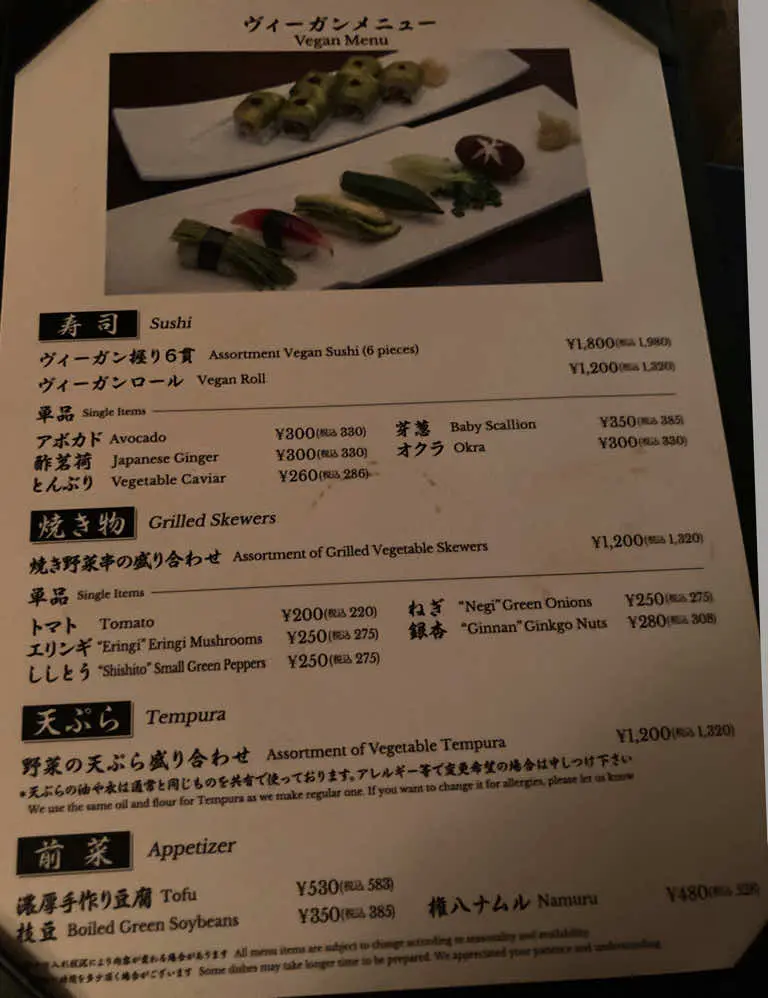 ヴィーガンメニュー
Vegan Menu
寿司 Sushi
ヴィーガン握り6貫 Assortment Vegan Sushi (6 pieces) ¥1,800(税込 1,980)
ヴィーガンロール Vegan Roll ¥1,200(税込 1,320)
単品 Single Items
アボカド Avocado ¥300(税込 330) 芽葱 Baby Scallion ¥350(税込 385)
酢茗荷 Japanese Ginger ¥300(税込 330) オクラ Okra ¥300(税込 330)
とんぶり Vegetable Caviar ¥260(税込 286)
焼き物 Grilled Skewers
焼き野菜串の盛り合わせ Assortment of Grilled Vegetable Skewers ¥1,200(税込 1,320)
単品 Single Items
トマト Tomato ¥200(税込 220) ねぎ "Negi" Green Onions ¥250(税込 275)
エリンギ "Eringi" Eringi Mushrooms ¥250(税込 275) 銀杏 "Ginnan" Ginkgo Nuts ¥280(税込 308)
ししとう "Shishito" Small Green Peppers ¥250(税込 275)
天ぷら Tempura
野菜の天ぷら盛り合わせ Assortment of Vegetable Tempura ¥1,200(税込 1,320)
*天ぷらの油や衣は通常と同じものを共有で使っております。アレルギー等で変更希望の場合は申しつけ下さい
We use the same oil and flour for Tempura as we make regular one. If you want to change it for allergies, please let us know
前菜 Appetizer
濃厚手作り豆腐 Tofu ¥530(税込 583) 権八ナムル Namuru ¥480(税込 528)
枝豆 Boiled Green Soybeans ¥350(税込 385)
入れ状況により内容が変わる場合があります All menu items are subject to change according to seasonality and availability.
時間を多少頂く場合がございます Some dishes may take longer time to be prepared. We appreciated your patience and understanding.